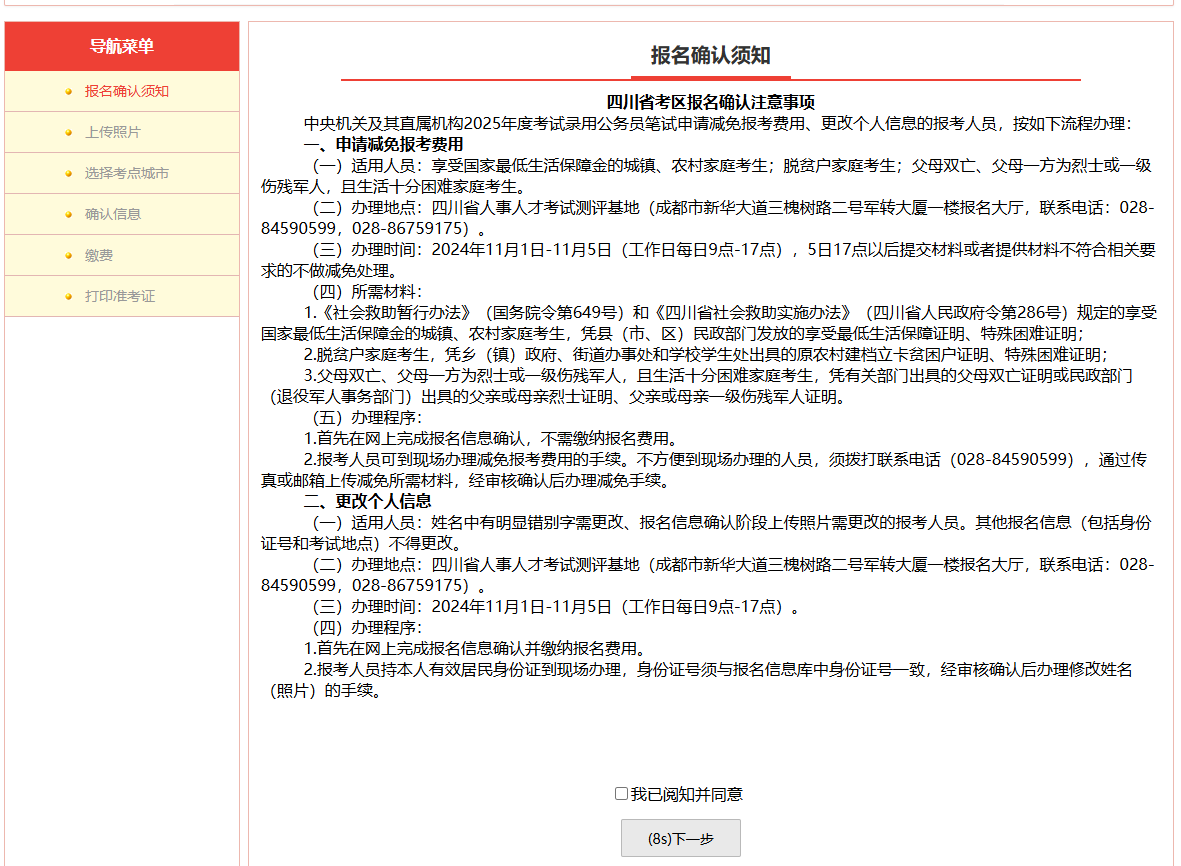 导航菜单
报名确认须知
上传照片
选择考点城市
确认信息
缴费
打印准考证
报名确认须知
四川省考区报名确认注意事项
中央机关及其直属机构2025年度考试录用公务员笔试申请减免报考费用、更改个人信息的报考人员，按如下流程办理：
一、申请减免报考费用
（一）适用人员：享受国家最低生活保障金的城镇、农村家庭考生；脱贫户家庭考生；父母双亡、父母一方为烈士或一级
伤残军人，且生活十分困难家庭考生。
（二）办理地点：四川省人事人才考试测评基地（成都市新华大道三槐树路二号军转大厦一楼报名大厅，联系电话：028-
84590599，028-86759175）。
（三）办理时间：2024年11月1日-11月5日（工作日每日9点-17点），5日17点以后提交材料或者提供材料不符合相关要
求的不做减免处理。
（四）所需材料：
1.《社会救助暂行办法》（国务院令第649号）和《四川省社会救助实施办法》（四川省人民政府令第286号）规定的享受
国家最低生活保障金的城镇、农村家庭考生，凭县（市、区）民政部门发放的享受最低生活保障证明、特殊困难证明；
2.脱贫户家庭考生，凭乡（镇）政府、街道办事处和学校学生处出具的原农村建档立卡贫困户证明、特殊困难证明；
3.父母双亡、父母一方为烈士或一级伤残军人，且生活十分困难家庭考生，凭有关部门出具的父母双亡证明或民政部门
（退役军人事务部门）出具的父亲或母亲烈士证明、父亲或母亲一级伤残军人证明。
（五）办理程序：
1.首先在网上完成报名信息确认，不需缴纳报名费用。
2.报考人员可到现场办理减免报考费用的手续。不方便到现场办理的人员，须拨打联系电话（028-84590599），通过传
真或邮箱上传减免所需材料，经审核确认后办理减免手续。
二、更改个人信息
（一）适用人员：姓名中有明显错别字需更改、报名信息确认阶段上传照片需更改的报考人员。其他报名信息（包括身份
证号和考试地点）不得更改。
（二）办理地点：四川省人事人才考试测评基地（成都市新华大道三槐树路二号军转大厦一楼报名大厅，联系电话：028-
84590599，028-86759175）。
（三）办理时间：2024年11月1日-11月5日（工作日每日9点-17点）。
（四）办理程序：
1.首先在网上完成报名信息确认并缴纳报名费用。
2.报考人员持本人有效居民身份证到现场办理，身份证号须与报名信息库中身份证号一致，经审核确认后办理修改姓名
（照片）的手续。
我已阅知并同意
(8s)下一步